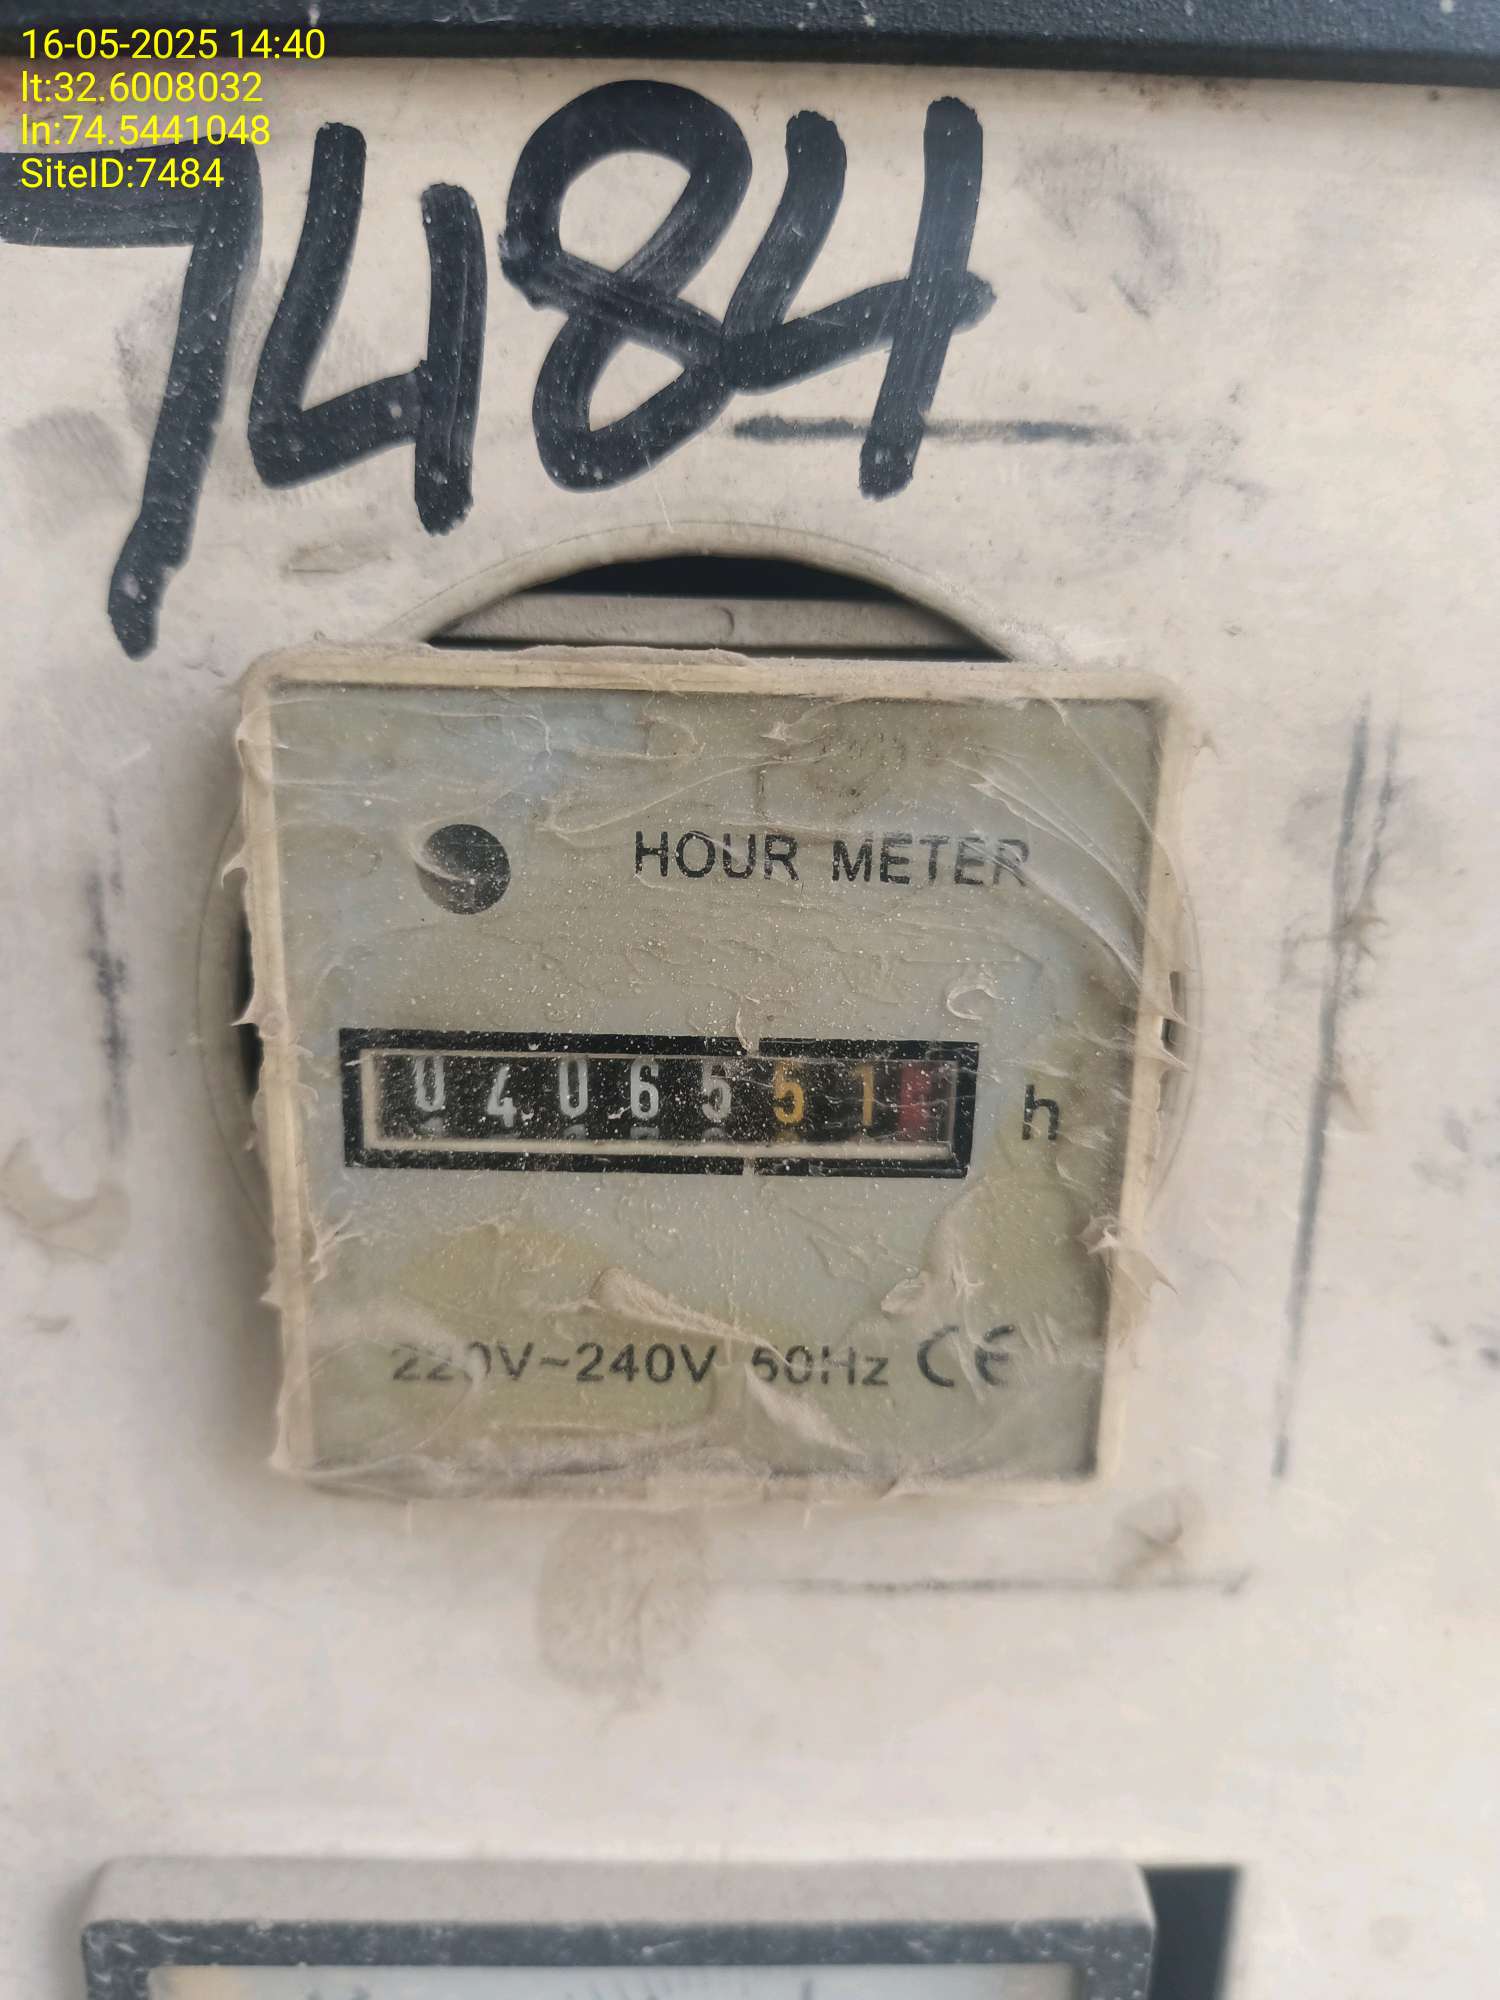 16-05-2025 14:40
lt:32.6008032
ln:74.5441048
SiteID:7484
7484
HOUR METER
0406551 h
220V~240V 50Hz CE